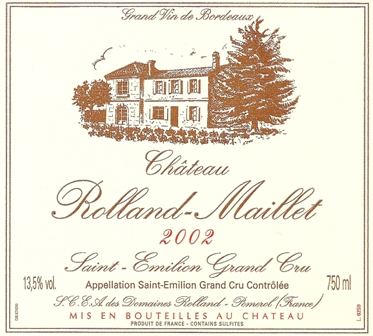 Grand Vin de Bordeaux
Château
Rolland-Maillet
2002
Saint-Emilion Grand Cru
13,5% vol.
Appellation Saint-Emilion Grand Cru Contrôlée
750 ml
S.C.E.A. des Domaines Rolland - Pomerol (France)
MIS EN BOUTEILLES AU CHATEAU
PRODUIT DE FRANCE - CONTAINS SULFITES